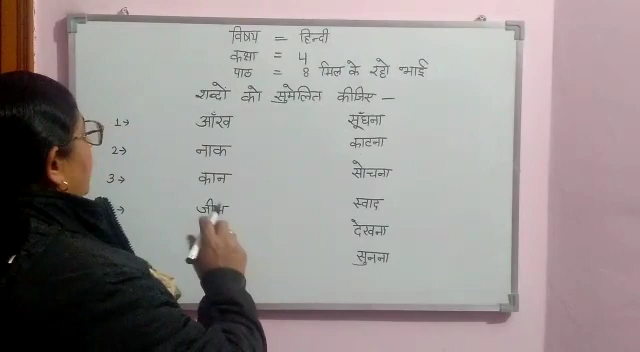 विषय = हिन्दी
कक्षा = 4
पाठ = 8 मिल के रहो भाई
शब्दों को सुमेलित कीजिए -
1→ आँख सूँघना
2→ नाक काटना
3→ कान सोचना
→ जीभ स्वाद
देखना
सुनना